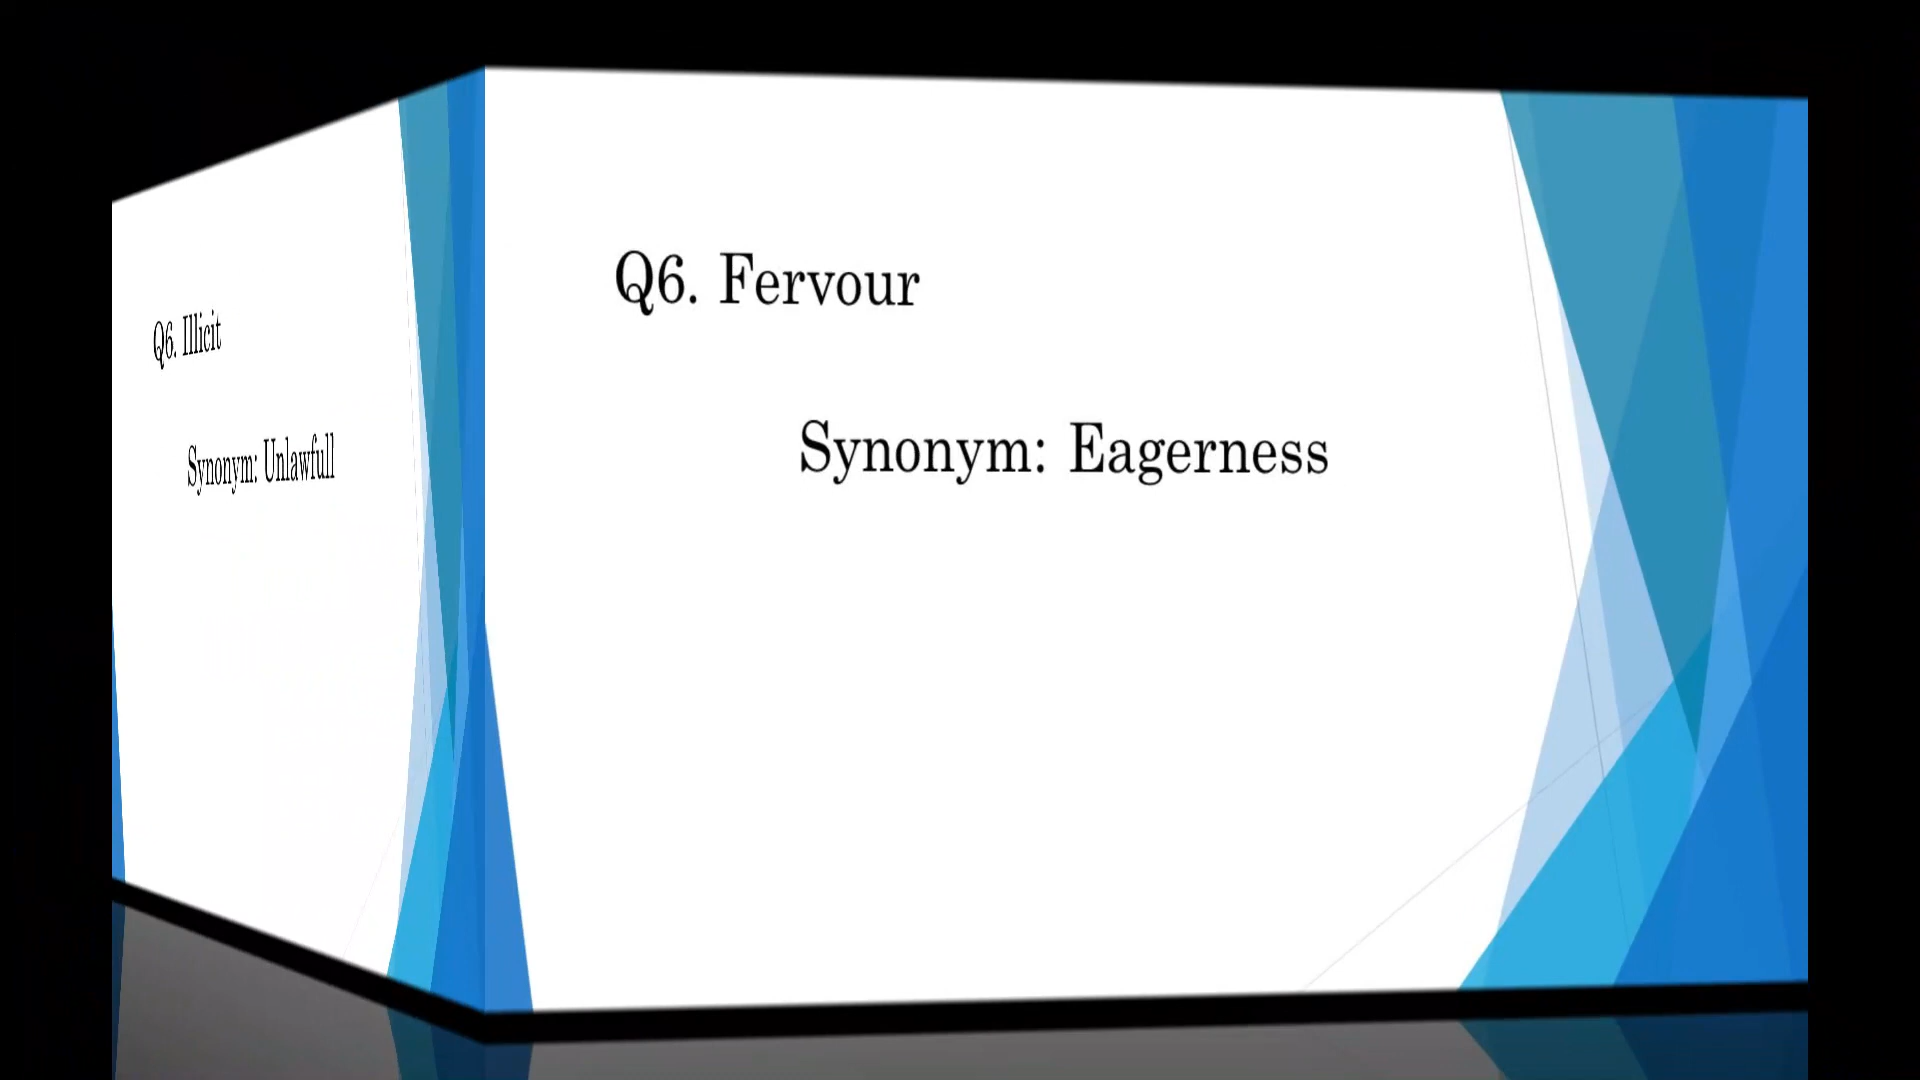 Q6. Illicit
Synonym: Unlawfull
Q6. Fervour
Synonym: Eagerness